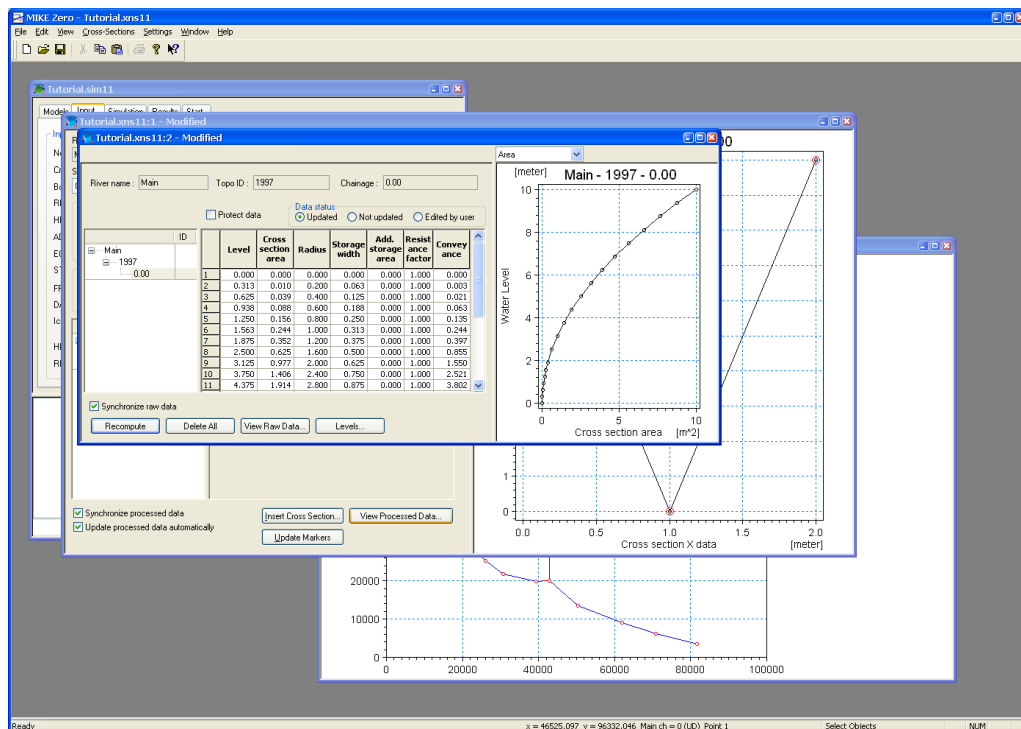 MIKE Zero - Tutorial.xns11
File Edit View Cross-Sections Settings Window Help
Tutorial.sim11
Models Input Simulation Results Start
Tutorial.xns11:1 - Modified
Tutorial.xns11:2 - Modified
Area
River name : Main Topo ID : 1997 Chainage : 0.00
Protect data
Data status
Updated Not updated Edited by user
ID
Main
1997
0.00
Level Cross section area Radius Storage width Add. storage area Resist ance factor Convey ance
1 0.000 0.000 0.000 0.000 0.000 1.000 0.000
2 0.313 0.010 0.200 0.063 0.000 1.000 0.003
3 0.625 0.039 0.400 0.125 0.000 1.000 0.021
4 0.938 0.088 0.600 0.188 0.000 1.000 0.063
5 1.250 0.156 0.800 0.250 0.000 1.000 0.135
6 1.563 0.244 1.000 0.313 0.000 1.000 0.244
7 1.875 0.352 1.200 0.375 0.000 1.000 0.397
8 2.500 0.625 1.600 0.500 0.000 1.000 0.855
9 3.125 0.977 2.000 0.625 0.000 1.000 1.550
10 3.750 1.406 2.400 0.750 0.000 1.000 2.521
11 4.375 1.914 2.800 0.875 0.000 1.000 3.802
Synchronize raw data
Recompute Delete All View Raw Data... Levels...
[meter] Main - 1997 - 0.00
10
8
6
4
2
0
Water Level
0 5 10
Cross section area [m^2]
00
1
0
0.0 0.5 1.0 1.5 2.0
Cross section X data [meter]
Synchronize processed data
Update processed data automatically
Insert Cross Section... View Processed Data...
Update Markers
20000
10000
0
0 20000 40000 60000 80000 100000
Ready x = 46525.097 y = 96332.046 Main ch = 0 (UD) Point 1 Select Objects NUM